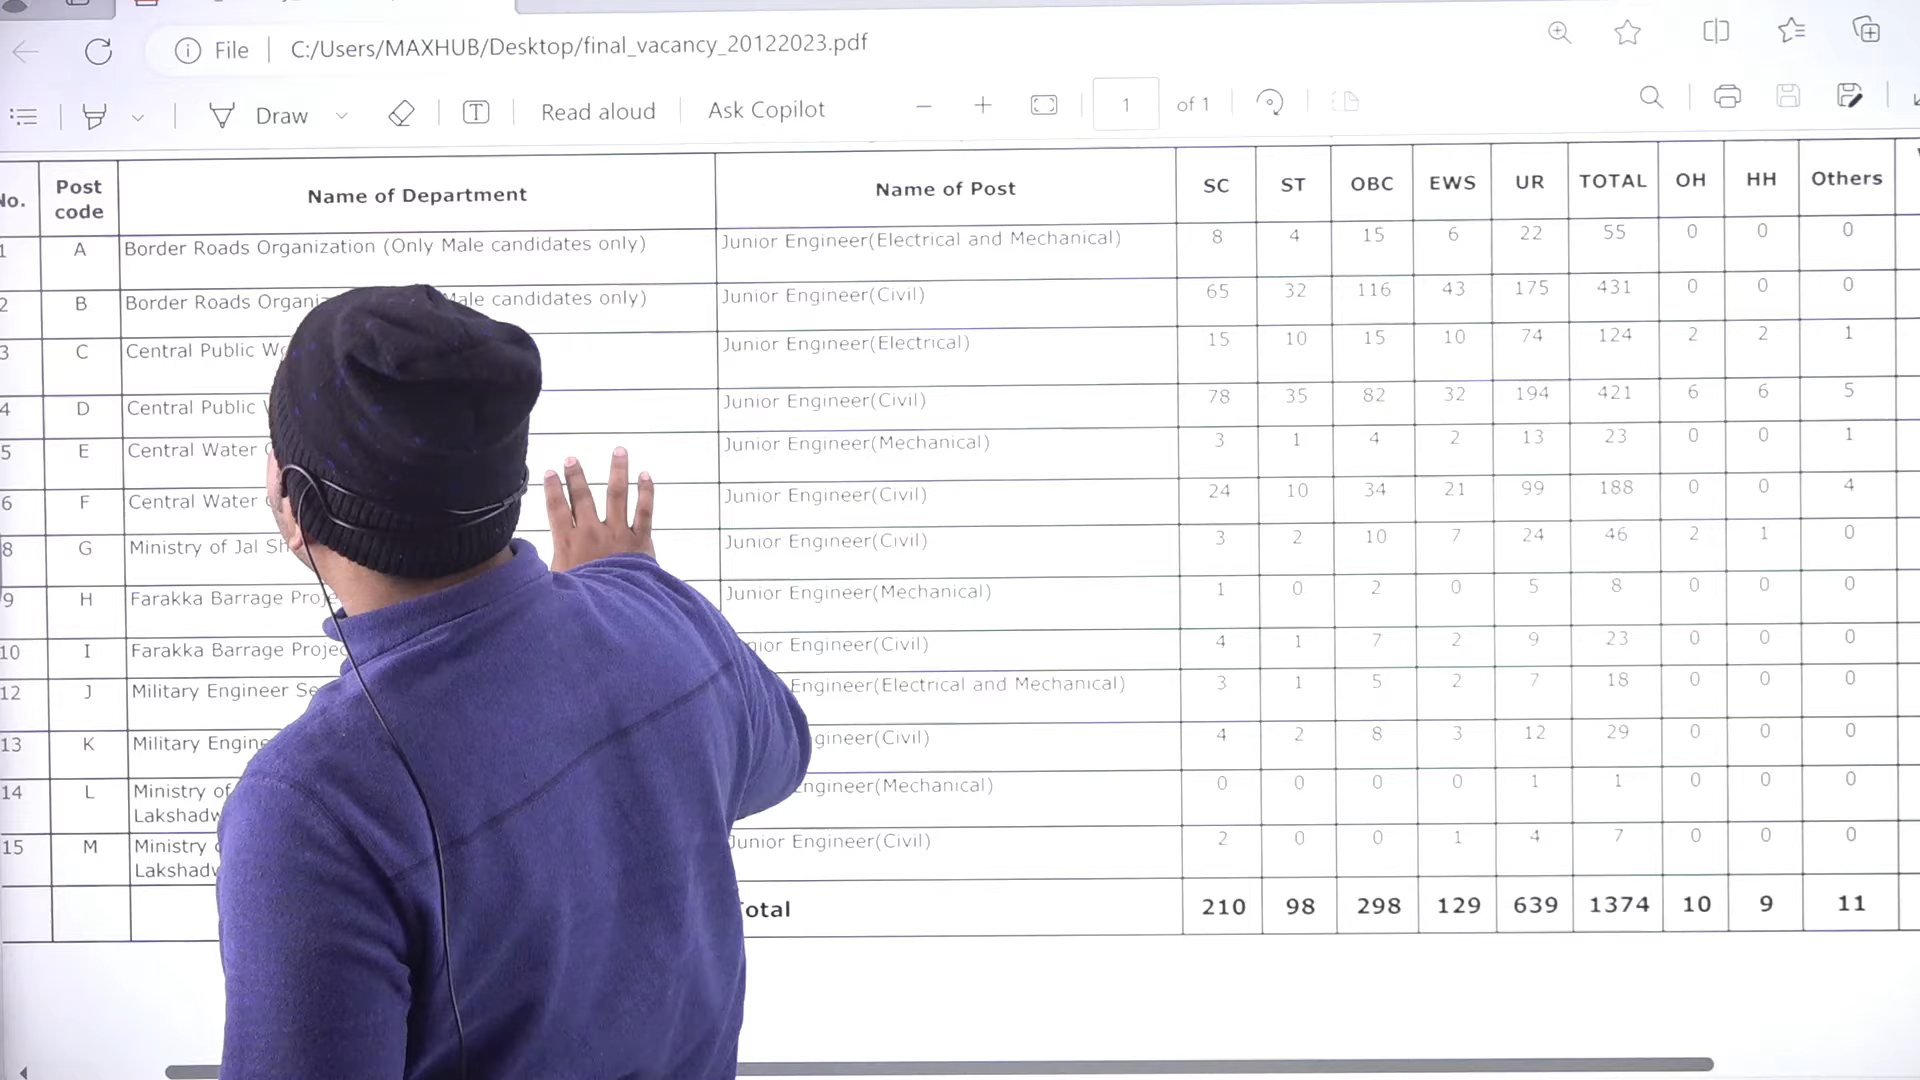 File | C:/Users/MAXHUB/Desktop/final_vacancy_20122023.pdf
Draw Read aloud Ask Copilot 1 of 1
No. Post code Name of Department Name of Post SC ST OBC EWS UR TOTAL OH HH Others
1 A Border Roads Organization (Only Male candidates only) Junior Engineer(Electrical and Mechanical) 8 4 15 6 22 55 0 0 0
2 B Border Roads Male candidates only) Junior Engineer(Civil) 65 32 116 43 175 431 0 0 0
3 C Central Public Junior Engineer(Electrical) 15 10 15 10 74 124 2 2 1
4 D Central Public Junior Engineer(Civil) 78 35 82 32 194 421 6 6 5
5 E Central Water Junior Engineer(Mechanical) 3 1 4 2 13 23 0 0 1
6 F Central Water Junior Engineer(Civil) 24 10 34 21 99 188 0 0 4
8 G Ministry of Jal Junior Engineer(Civil) 3 2 10 7 24 46 2 1 0
9 H Farakka Barrage Junior Engineer(Mechanical) 1 0 2 0 5 8 0 0 0
10 I Farakka Barrage Engineer(Civil) 4 1 7 2 9 23 0 0 0
12 J Military Engineer Engineer(Electrical and Mechanical) 3 1 5 2 7 18 0 0 0
13 K Military (Civil) 4 2 8 3 12 29 0 0 0
14 L Ministry of (Mechanical) 0 0 0 0 1 1 0 0 0
15 M Ministry Junior Engineer(Civil) 2 0 0 1 4 7 0 0 0
Total 210 98 298 129 639 1374 10 9 11